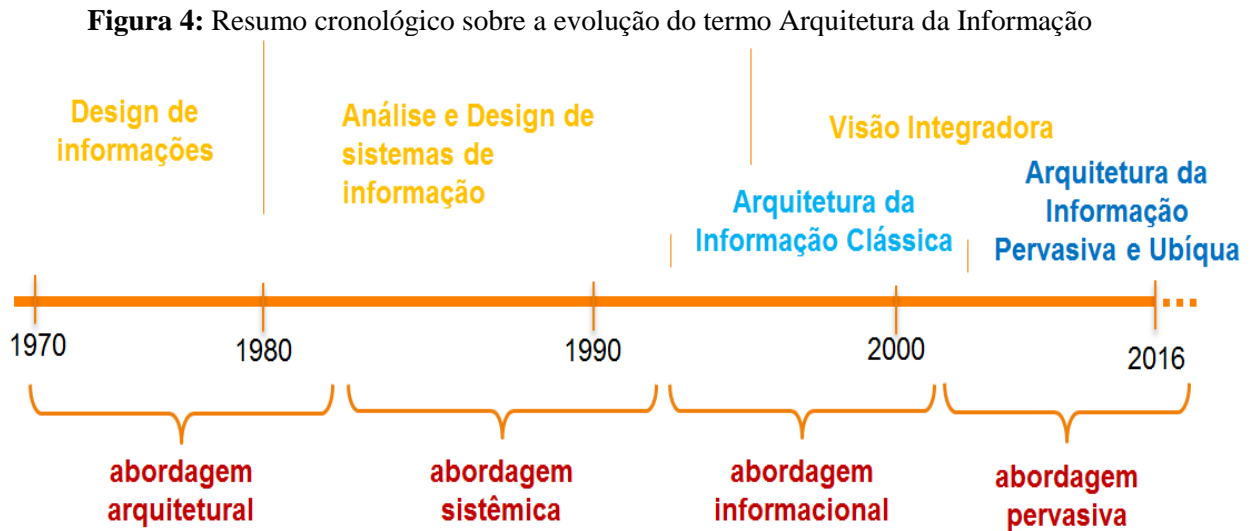 Figura 4: Resumo cronológico sobre a evolução do termo Arquitetura da Informação
Design de
informações
Análise e Design de
sistemas de
informação
Visão Integradora
Arquitetura da
Informação Clássica
Arquitetura da
Informação
Pervasiva e Ubíqua
1970
1980
1990
2000
2016
abordagem
arquitetural
abordagem
sistêmica
abordagem
informacional
abordagem
pervasiva